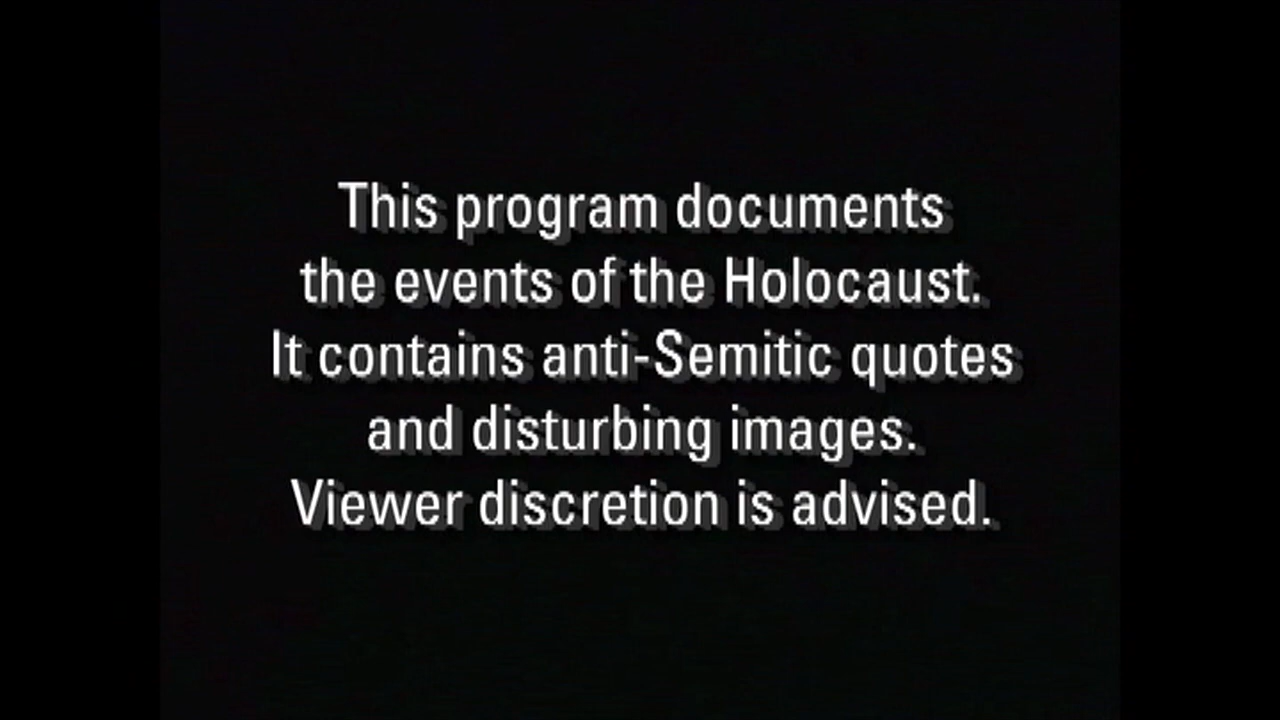 This program documents
the events of the Holocaust.
It contains anti-Semitic quotes
and disturbing images.
Viewer discretion is advised.